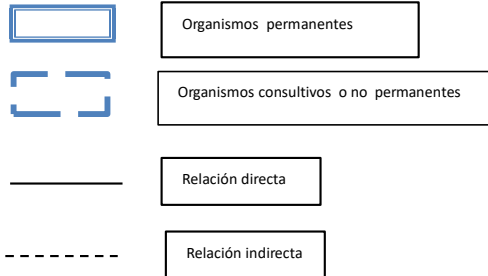 Organismos permanentes
Organismos consultivos o no permanentes
Relación directa
Relación indirecta